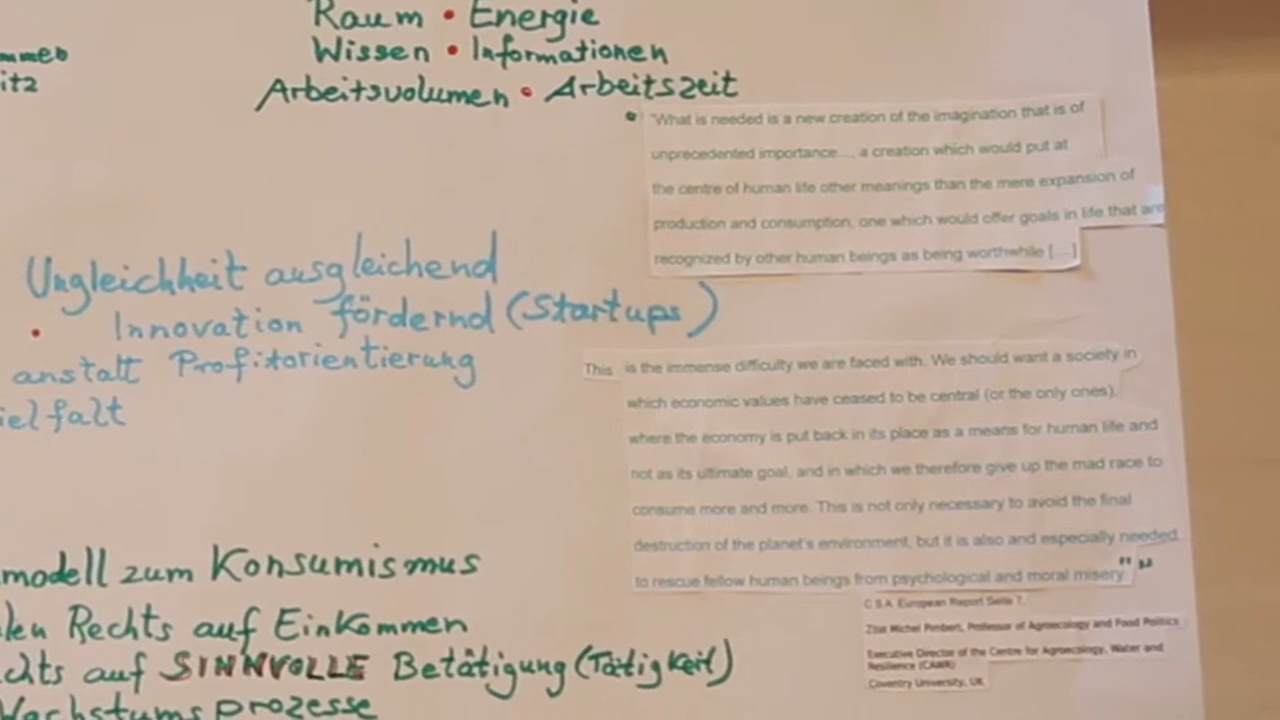 Raum • Energie
Wissen • Informationen
itz
Arbeitsvolumen • Arbeitszeit
• "What is needed is a new creation of the imagination that is of
unprecedented importance..., a creation which would put at
the centre of human life other meanings than the mere expansion of
production and consumption, one which would offer goals in life that are
recognized by other human beings as being worthwhile [...]
Ungleichheit ausgleichend
• Innovation fördernd (Startups)
anstatt Profitorientierung
ielfalt
This is the immense difficulty we are faced with. We should want a society in
which economic values have ceased to be central (or the only ones),
where the economy is put back in its place as a means for human life and
not as its ultimate goal, and in which we therefore give up the mad race to
consume more and more. This is not only necessary to avoid the final
destruction of the planet's environment, but it is also and especially needed
to rescue fellow human beings from psychological and moral misery "
modell zum Konsumismus
len Rechts auf Einkommen
chts auf SINNVOLLE Betätigung (Tätigkeit)
Wachstumsprozesse
C.S.A. European Report Seite 7
Zitat Michel Pimbert, Professor of Agroecology and Food Politics
Executive Director of the Centre for Agroecology, Water and
Resilience (CAWR)
Coventry University, UK